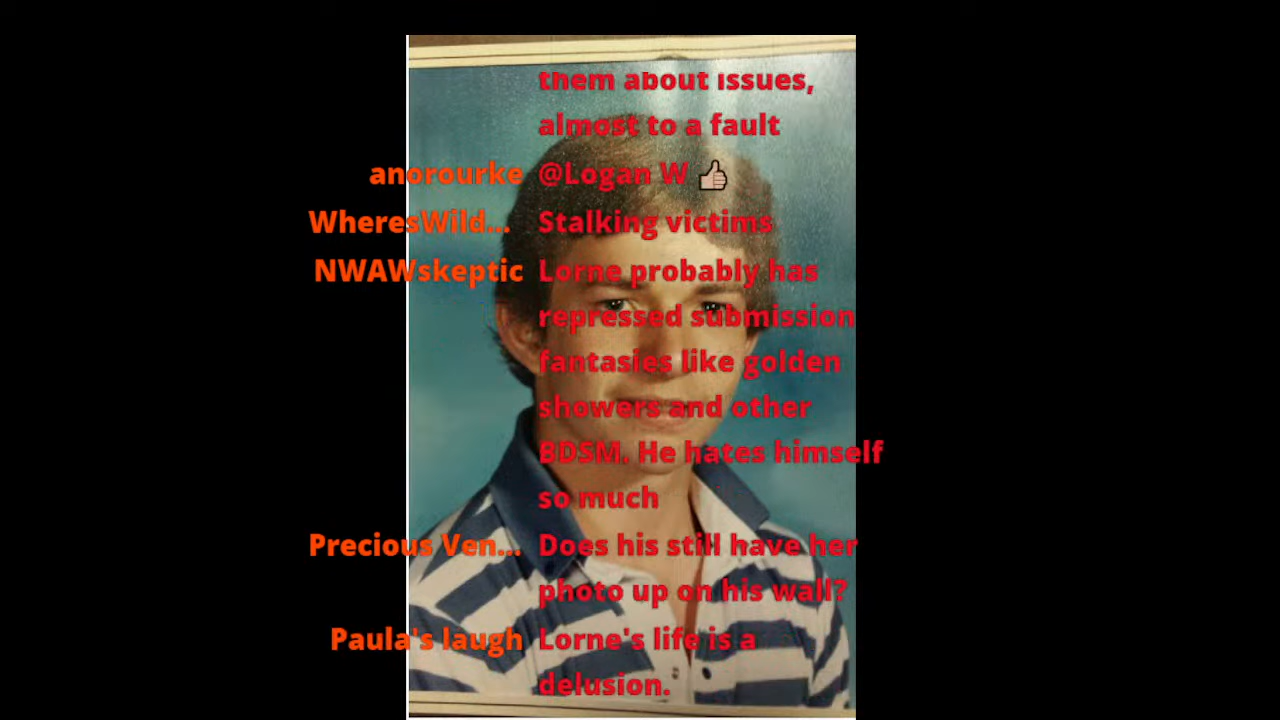 them about issues,
almost to a fault
anorourke @Logan W 👍
WheresWild... Stalking victims
NWAWskeptic Lorne probably has
repressed submission
fantasies like golden
showers and other
BDSM. He hates himself
so much
Precious Ven... Does his still have her
photo up on his wall?
Paula's laugh Lorne's life is a
delusion.